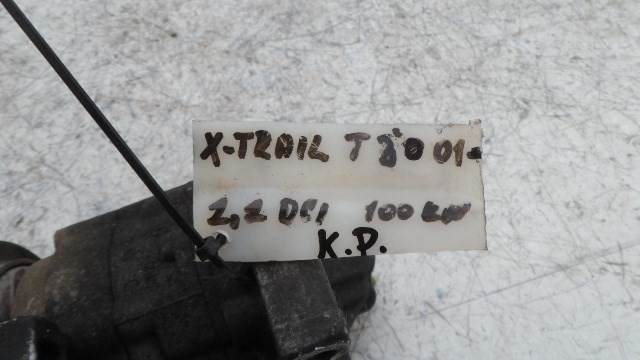 X-TRAIL T30 01-
2,2 DCI 100 kW
K.P.